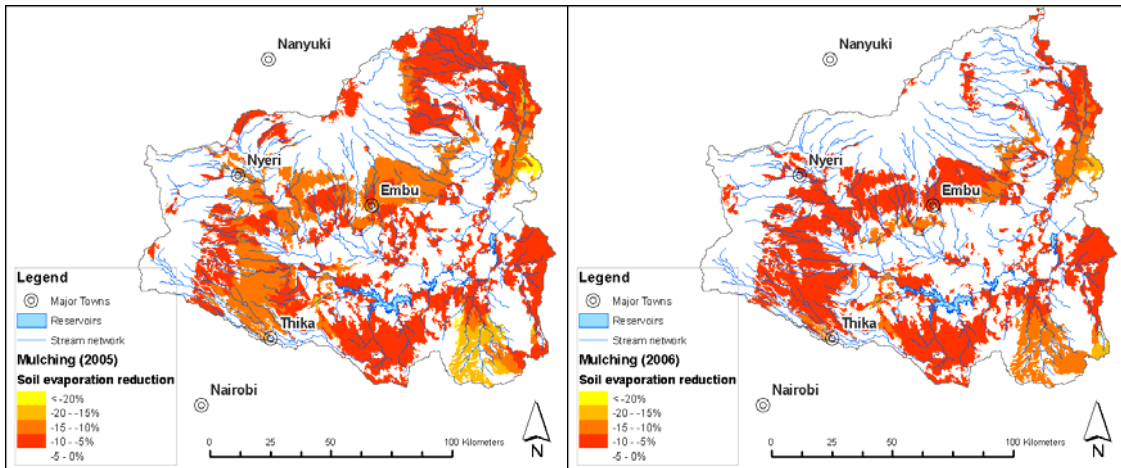 Nanyuki
Nyeri
Embu
Thika
Nairobi
Legend
Major Towns
Reservoirs
Stream network
Mulching (2005)
Soil evaporation reduction
< -20%
-20 - -15%
-15 - -10%
-10 - -5%
-5 - 0%
0 25 50 100 Kilometers
N
Nanyuki
Nyeri
Embu
Thika
Nairobi
Legend
Major Towns
Reservoirs
Stream network
Mulching (2006)
Soil evaporation reduction
< -20%
-20 - -15%
-15 - -10%
-10 - -5%
-5 - 0%
0 25 50 100 Kilometers
N